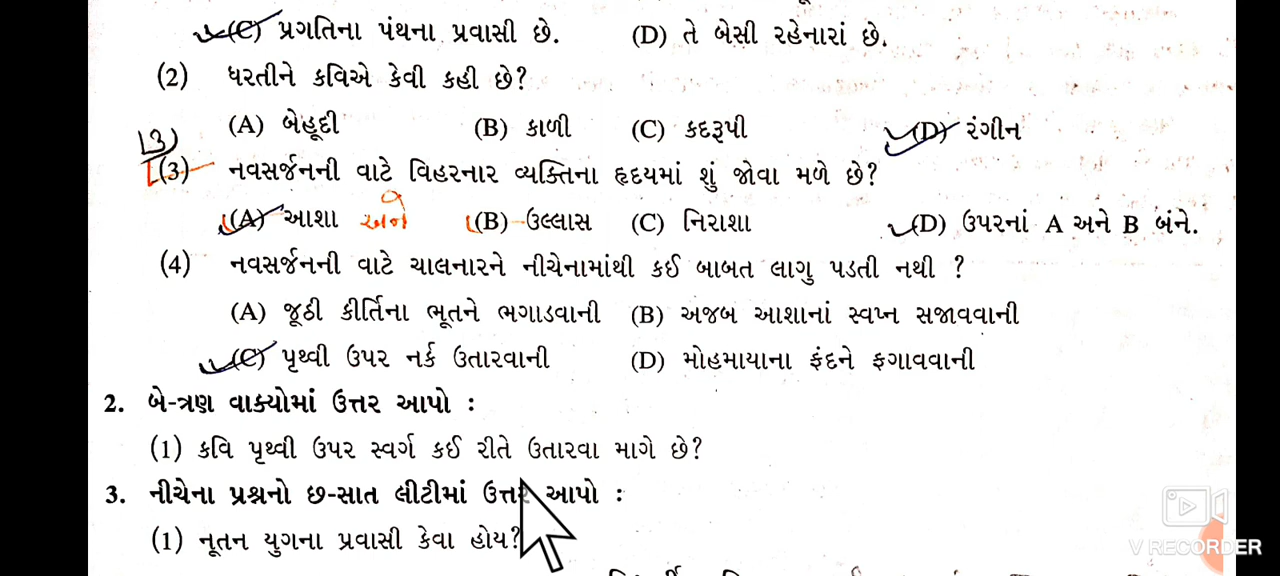 (C) પ્રગતિના પંથના પ્રવાસી છે. (D) તે બેસી રહેનારાં છે.
(2) ધરતીને કવિએ કેવી કહી છે?
(A) બેહૂદી (B) કાળી (C) કદરૂપી (D) રંગીન
(3) નવસર્જનની વાટે વિહરનાર વ્યક્તિના હૃદયમાં શું જોવા મળે છે?
(A) આશા અને (B) ઉલ્લાસ (C) નિરાશા (D) ઉપરનાં A અને B બંને.
(4) નવસર્જનની વાટે ચાલનારને નીચેનામાંથી કઈ બાબત લાગુ પડતી નથી ?
(A) જૂઠી કીર્તિના ભૂતને ભગાડવાની (B) અજબ આશાનાં સ્વપ્ન સજાવવાની
(C) પૃથ્વી ઉપર નર્ક ઉતારવાની (D) મોહમાયાના ફંદને ફગાવવાની
2. બે-ત્રણ વાક્યોમાં ઉત્તર આપો :
(1) કવિ પૃથ્વી ઉપર સ્વર્ગ કઈ રીતે ઉતારવા માગે છે?
3. નીચેના પ્રશ્નનો છ-સાત લીટીમાં ઉત્તર આપો :
(1) નૂતન યુગના પ્રવાસી કેવા હોય?
V RECORDER